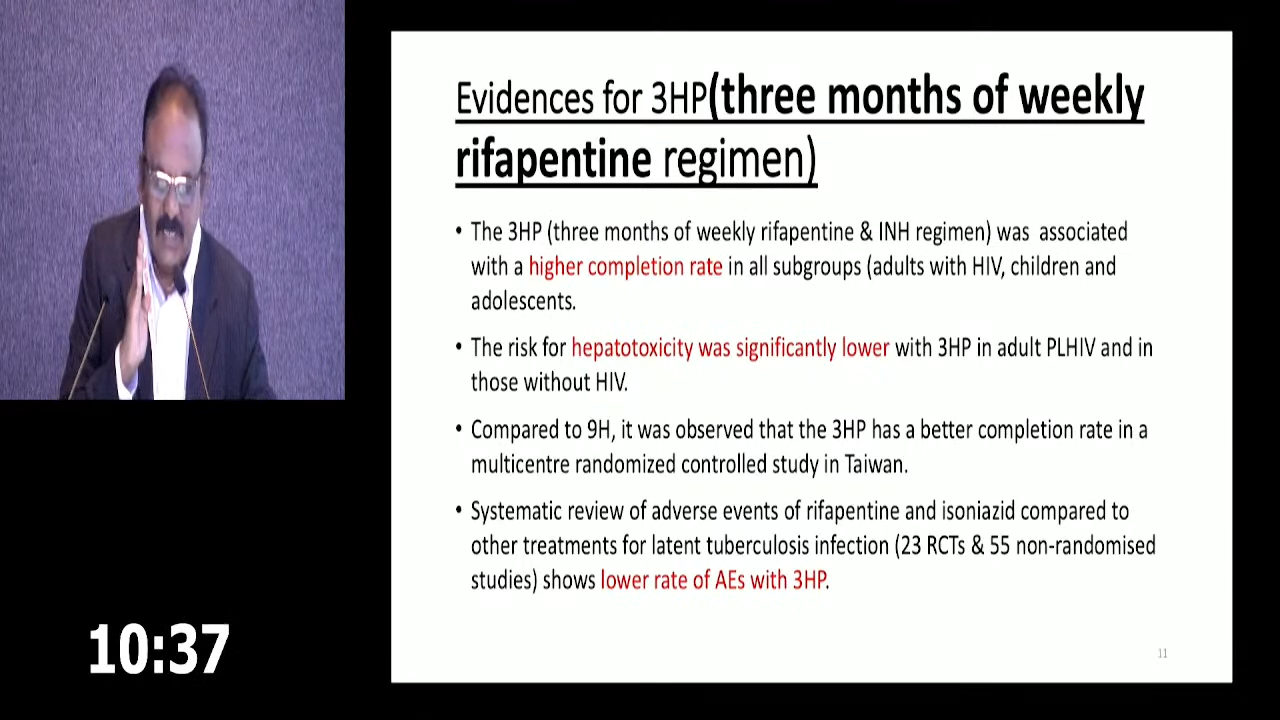 Evidences for 3HP(three months of weekly
rifapentine regimen)
• The 3HP (three months of weekly rifapentine & INH regimen) was  associated
with a higher completion rate in all subgroups (adults with HIV, children and
adolescents.
• The risk for hepatotoxicity was significantly lower with 3HP in adult PLHIV and in
those without HIV.
• Compared to 9H, it was observed that the 3HP has a better completion rate in a
multicentre randomized controlled study in Taiwan.
• Systematic review of adverse events of rifapentine and isoniazid compared to
other treatments for latent tuberculosis infection (23 RCTs & 55 non-randomised
studies) shows lower rate of AEs with 3HP.
11
10:37